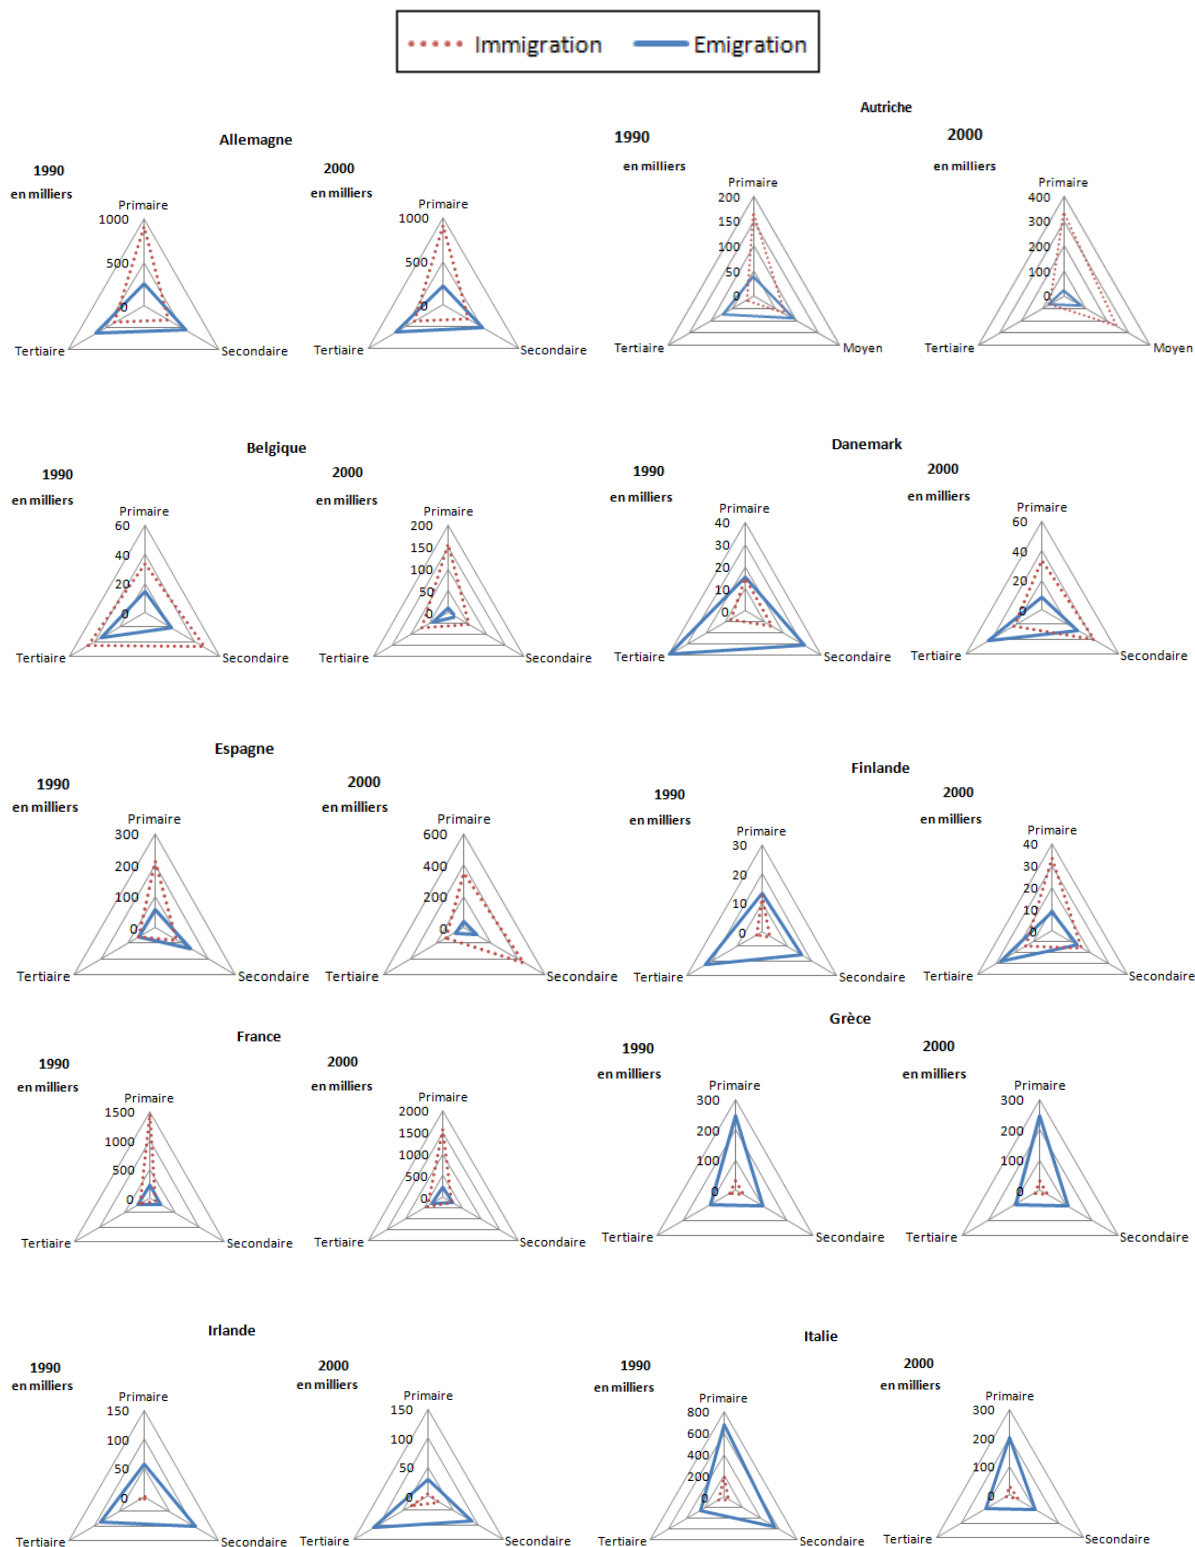 Immigration Emigration
Autriche
Allemagne
1990
en milliers
2000
en milliers
1990
en milliers
2000
en milliers
Primaire
1000
500
0
Tertiaire
Secondaire
Primaire
1000
500
0
Tertiaire
Secondaire
Primaire
200
150
100
50
0
Tertiaire
Moyen
Primaire
400
300
200
100
0
Tertiaire
Moyen
Belgique
1990
en milliers
Primaire
60
40
20
0
Tertiaire
Secondaire
2000
en milliers
Primaire
200
150
100
50
0
Tertiaire
Secondaire
Danemark
1990
en milliers
Primaire
40
30
20
10
0
Tertiaire
Secondaire
2000
en milliers
Primaire
60
40
20
0
Tertiaire
Secondaire
Espagne
1990
en milliers
Primaire
300
200
100
0
Tertiaire
Secondaire
2000
en milliers
Primaire
600
400
200
0
Tertiaire
Secondaire
Finlande
1990
en milliers
Primaire
30
20
10
0
Tertiaire
Secondaire
2000
en milliers
Primaire
40
30
20
10
0
Tertiaire
Secondaire
France
1990
en milliers
Primaire
1500
1000
500
0
Tertiaire
Secondaire
2000
en milliers
Primaire
2000
1500
1000
500
0
Tertiaire
Secondaire
Grèce
1990
en milliers
Primaire
300
200
100
0
Tertiaire
Secondaire
2000
en milliers
Primaire
300
200
100
0
Tertiaire
Secondaire
Irlande
1990
en milliers
Primaire
150
100
50
0
Tertiaire
Secondaire
2000
en milliers
Primaire
150
100
50
0
Tertiaire
Secondaire
Italie
1990
en milliers
Primaire
800
600
400
200
0
Tertiaire
Secondaire
2000
en milliers
Primaire
300
200
100
0
Tertiaire
Secondaire